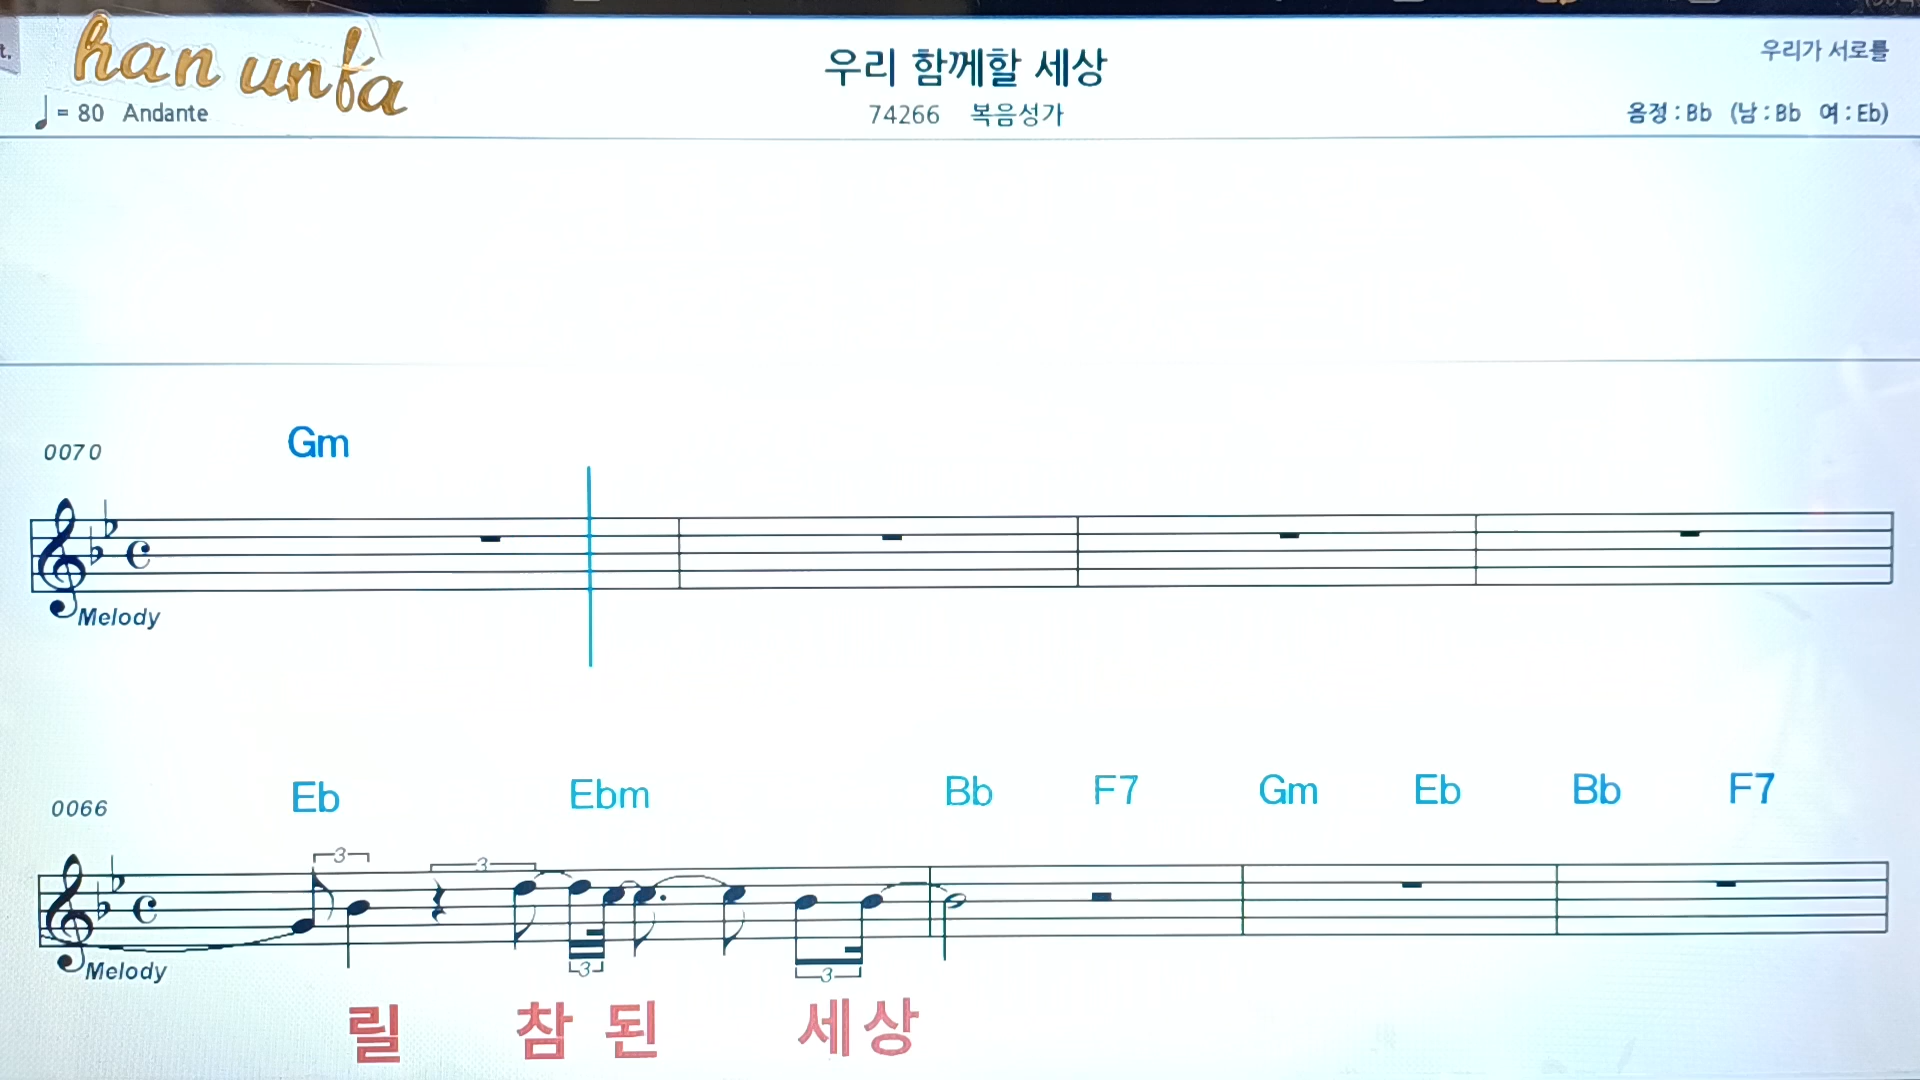 t.
han unfa
우리 함께할 세상
우리가 서로를
= 80 Andante
74266 복음성가
음정 : Bb (남 : Bb 여 : Eb)
0070
Gm
Melody
0066
Eb Ebm Bb F7 Gm Eb Bb F7
3 3
3 3
Melody
릴 참 된 세 상